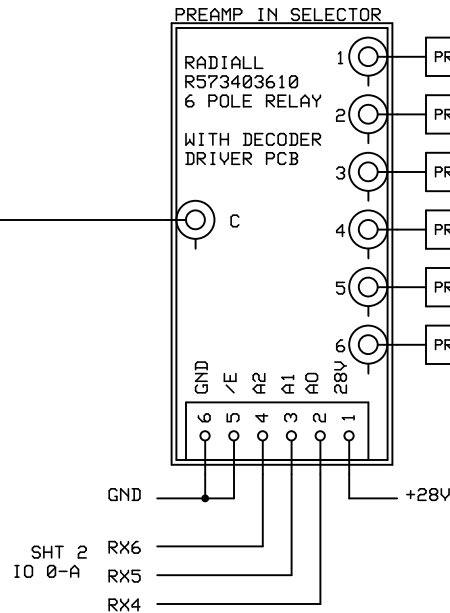 PREAMP IN SELECTOR
RADIALL
R573403610
6 POLE RELAY
WITH DECODER
DRIVER PCB
1
PR
2
PR
3
PR
4
PR
5
PR
6
PR
C
GND
/E
A2
A1
A0
28V
6
5
4
3
2
1
GND
+28V
SHT 2
IO 0-A
RX6
RX5
RX4